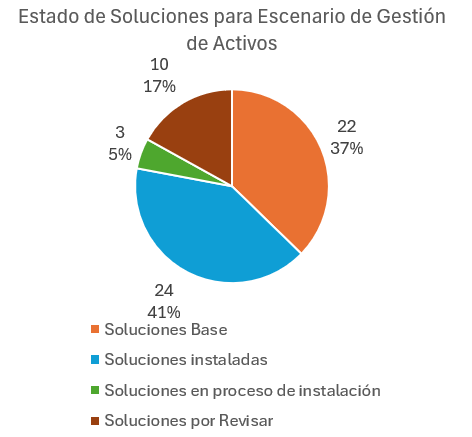 Estado de Soluciones para Escenario de Gestión
de Activos
10
17%
3
5%
22
37%
24
41%
Soluciones Base
Soluciones instaladas
Soluciones en proceso de instalación
Soluciones por Revisar